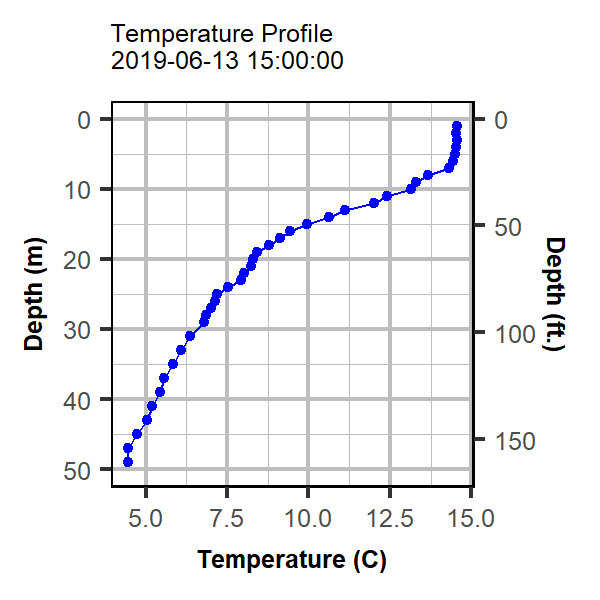 Temperature Profile
2019-06-13 15:00:00
0
10
20
30
40
50
Depth (m)
0
50
100
150
Depth (ft.)
5.0 7.5 10.0 12.5 15.0
Temperature (C)